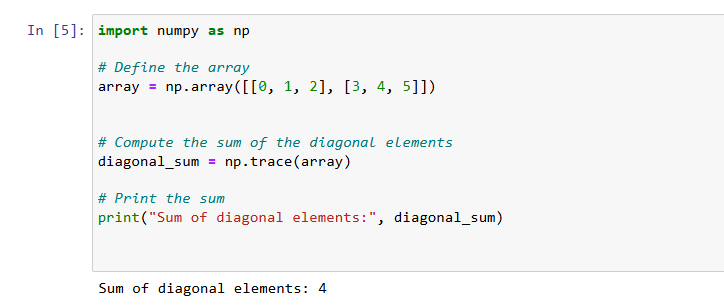 In [5]: import numpy as np
# Define the array
array = np.array([[0, 1, 2], [3, 4, 5]])
# Compute the sum of the diagonal elements
diagonal_sum = np.trace(array)
# Print the sum
print("Sum of diagonal elements:", diagonal_sum)
Sum of diagonal elements: 4